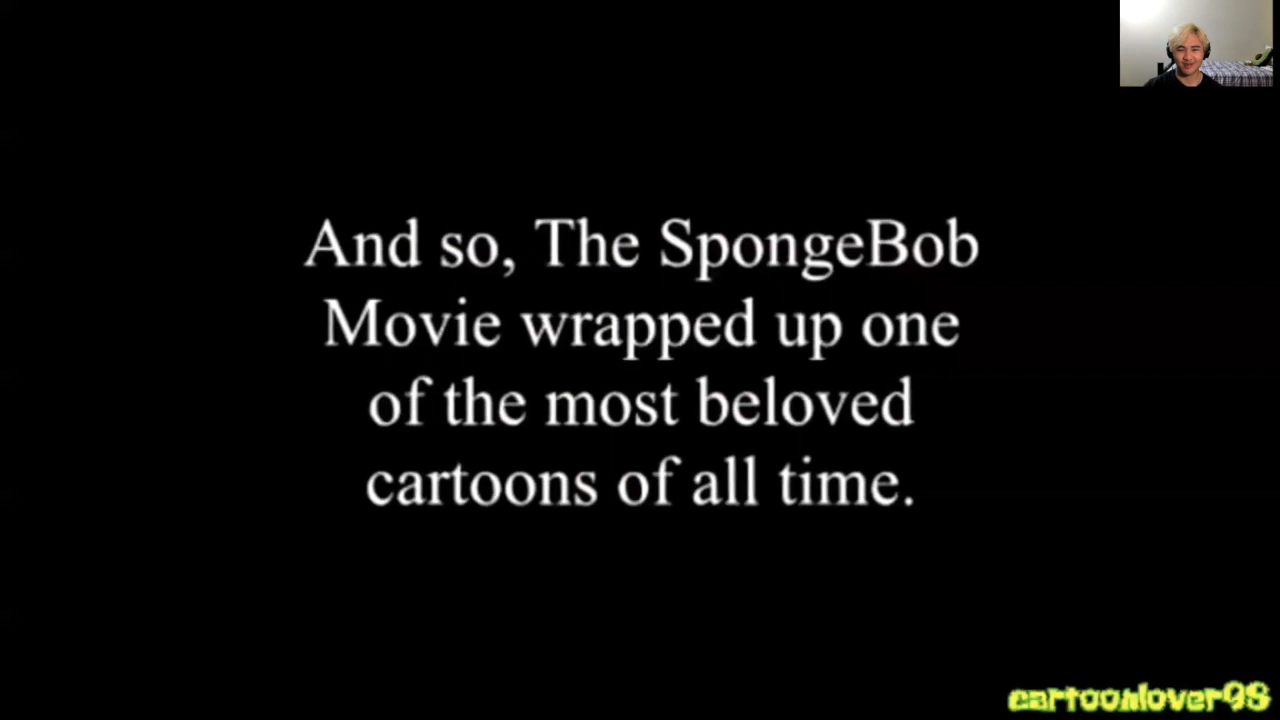 And so, The SpongeBob
Movie wrapped up one
of the most beloved
cartoons of all time.
cartoonlover98